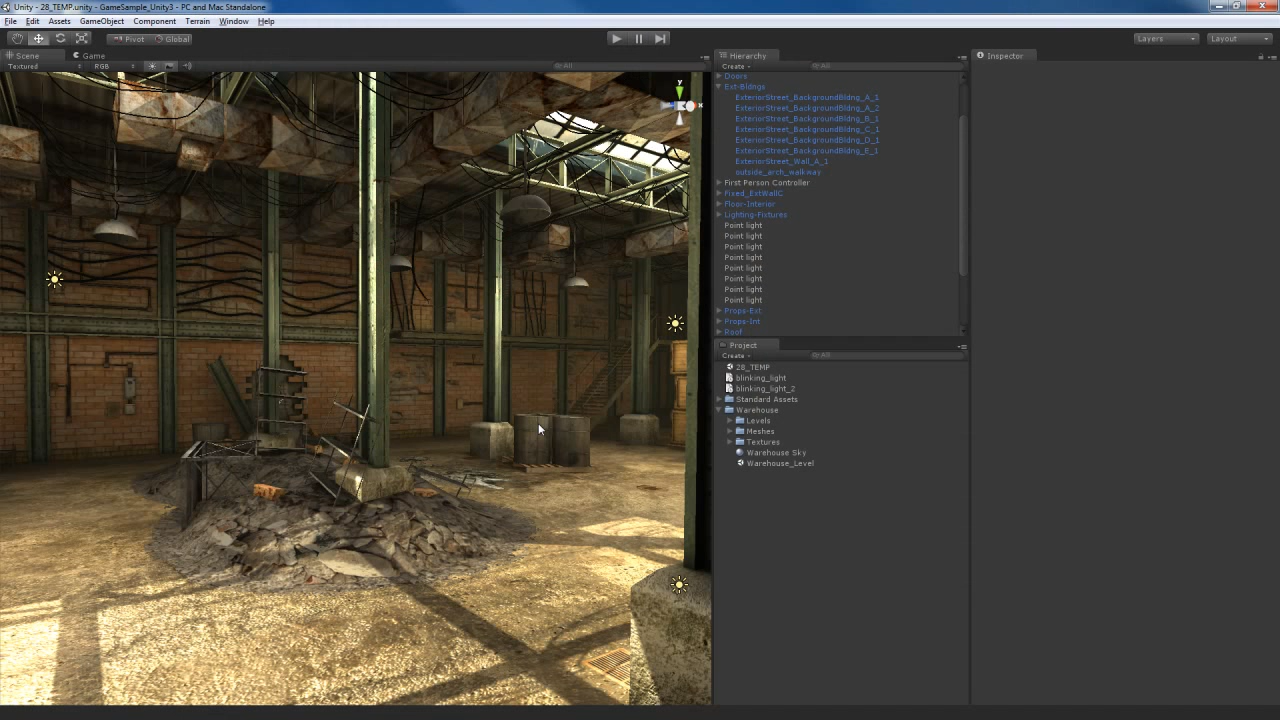 Unity - 28_TEMP.unity - GameSample_Unity3 - PC and Mac Standalone
File Edit Assets GameObject Component Terrain Window Help
Pivot Global Layers Layout
Scene Game
Textured RGB All
y
x
Hierarchy
Create All
Doors
Ext-Bldngs
ExteriorStreet_BackgroundBldng_A_1
ExteriorStreet_BackgroundBldng_A_2
ExteriorStreet_BackgroundBldng_B_1
ExteriorStreet_BackgroundBldng_C_1
ExteriorStreet_BackgroundBldng_D_1
ExteriorStreet_BackgroundBldng_E_1
ExteriorStreet_Wall_A_1
outside_arch_walkway
First Person Controller
Fixed_ExtWallC
Floor-Interior
Lighting-Fixtures
Point light
Point light
Point light
Point light
Point light
Point light
Point light
Point light
Props-Ext
Props-Int
Roof
Project
Create All
28_TEMP
blinking_light
blinking_light_2
Standard Assets
Warehouse
Levels
Meshes
Textures
Warehouse Sky
Warehouse_Level
Inspector